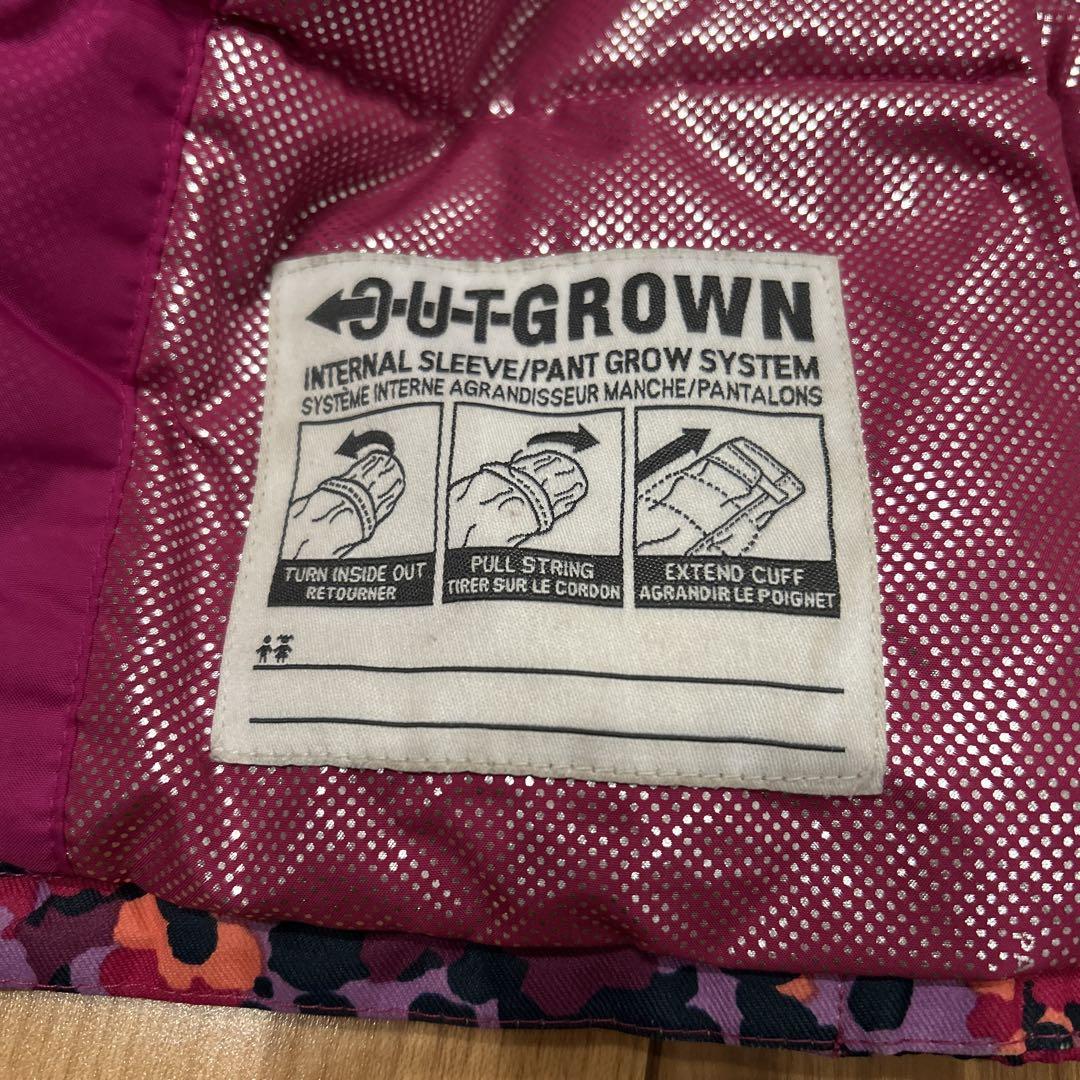 OUTGROWN
INTERNAL SLEEVE/PANT GROW SYSTEM
SYSTÈME INTERNE AGRANDISSEUR MANCHE/PANTALONS
TURN INSIDE OUT
RETOURNER
PULL STRING
TIRER SUR LE CORDON
EXTEND CUFF
AGRANDIR LE POIGNET